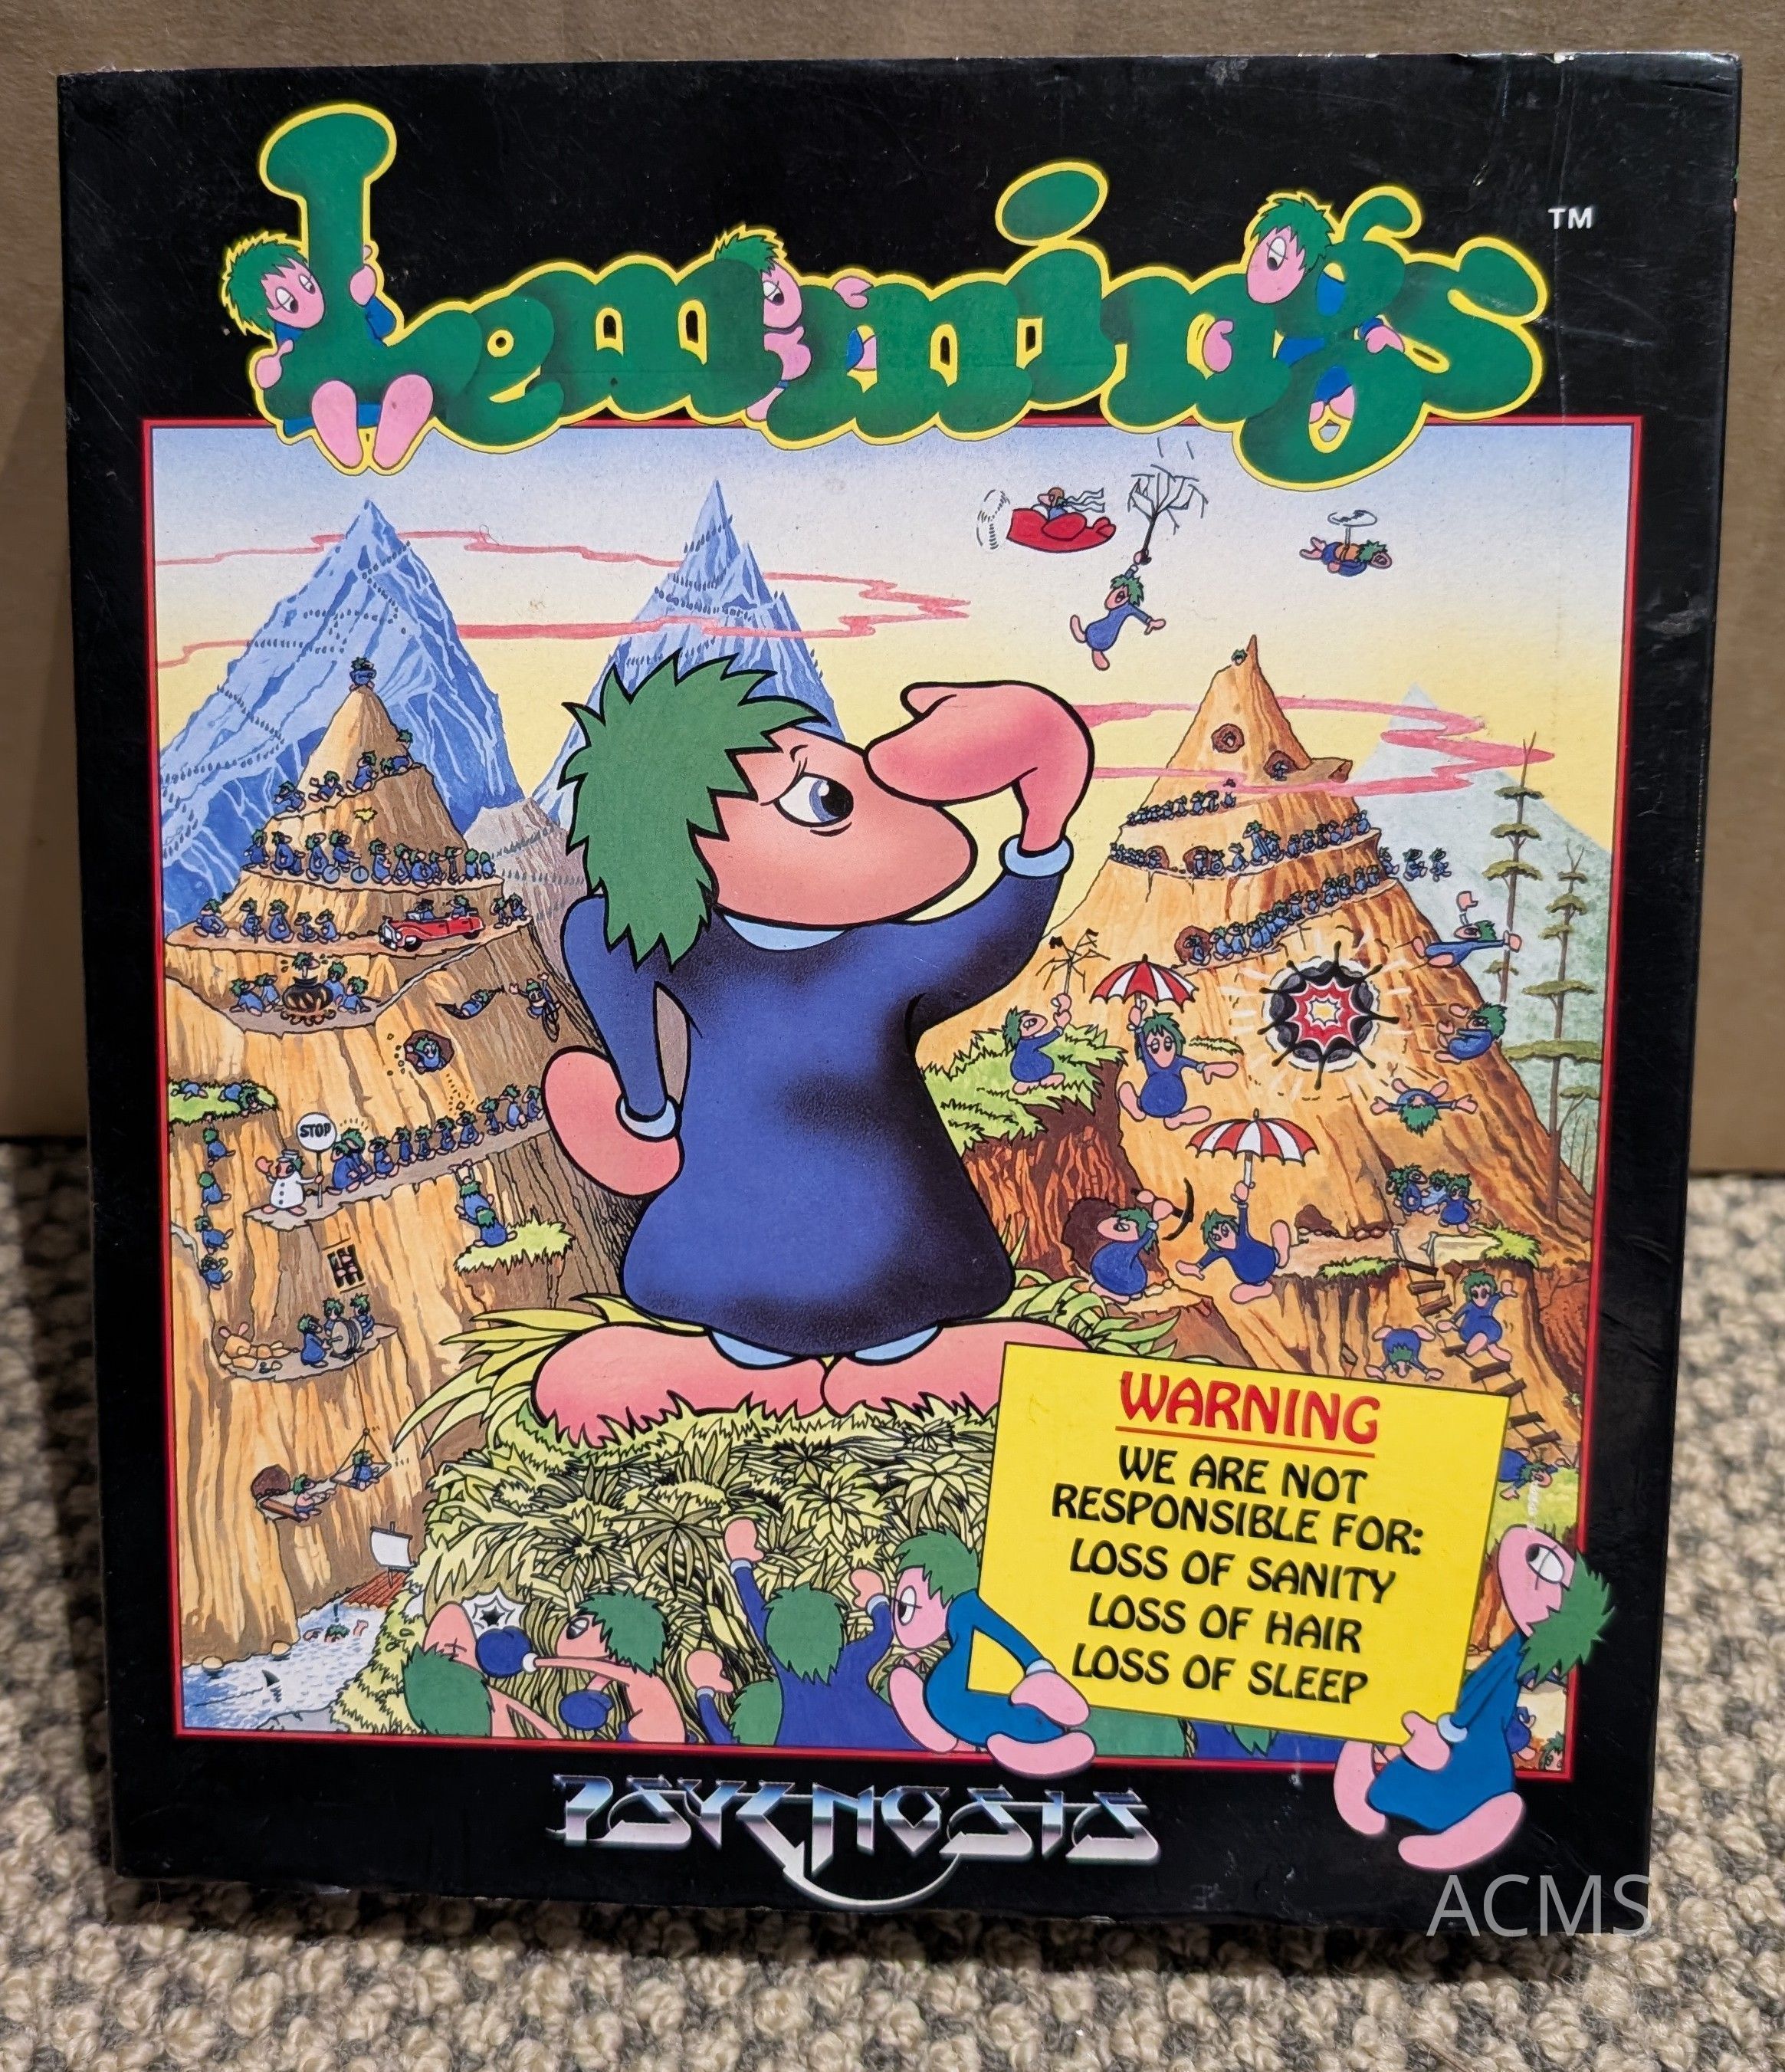 Lemmings
TM
STOP
WARNING
WE ARE NOT
RESPONSIBLE FOR:
LOSS OF SANITY
LOSS OF HAIR
LOSS OF SLEEP
PSYGNOSIS
ACMS